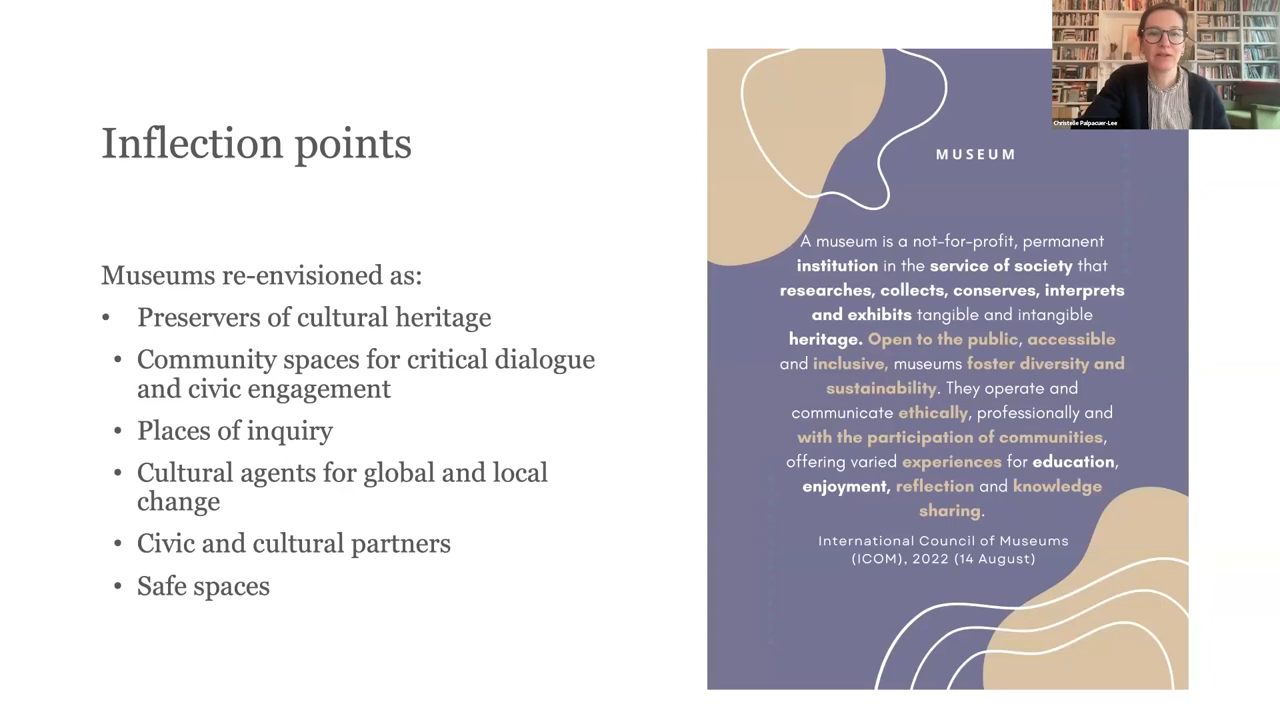 Inflection points
Museums re-envisioned as:
• Preservers of cultural heritage
• Community spaces for critical dialogue
and civic engagement
• Places of inquiry
• Cultural agents for global and local
change
• Civic and cultural partners
• Safe spaces
MUSEUM
A museum is a not-for-profit, permanent
institution in the service of society that
researches, collects, conserves, interprets
and exhibits tangible and intangible
heritage. Open to the public, accessible
and inclusive, museums foster diversity and
sustainability. They operate and
communicate ethically, professionally and
with the participation of communities,
offering varied experiences for education,
enjoyment, reflection and knowledge
sharing.
International Council of Museums
(ICOM), 2022 (14 August)
Christelle Palpacuer-Lee